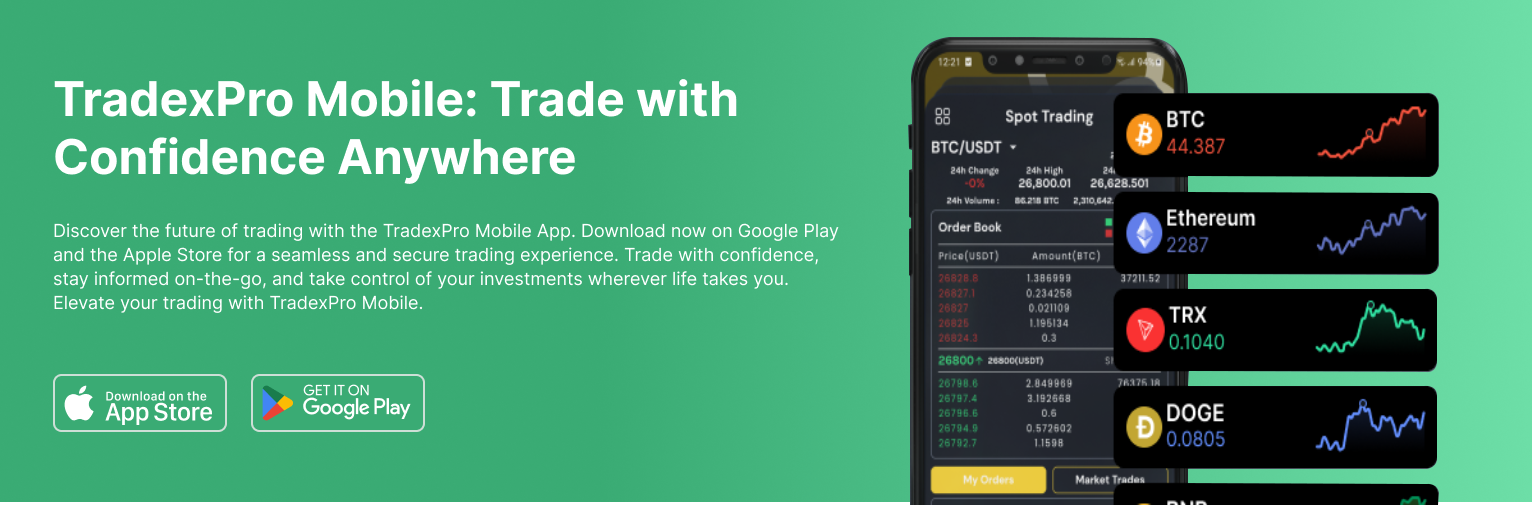 TradexPro Mobile: Trade with
Confidence Anywhere
Discover the future of trading with the TradexPro Mobile App. Download now on Google Play
and the Apple Store for a seamless and secure trading experience. Trade with confidence,
stay informed on-the-go, and take control of your investments wherever life takes you.
Elevate your trading with TradexPro Mobile.
Download on the
App Store
GET IT ON
Google Play
12:21
94%
Spot Trading
BTC/USDT
24h Change 24h High 24
-0% 26,800.01 26,628.501
24h Volume : 86.218 BTC 2,310,642.
Order Book
Price(USDT) Amount(BTC)
26828.8 1.386999 37211.52
26827.1 0.234258
26827 0.021109
26825 1.195134
26824.3 0.3
26800↑ 26800(USDT)
26798.6 2.849969 76375.18
26797.4 3.192668
26796.6 0.6
26794.9 0.572602
26792.7 1.1598
My Orders
Market Trades
BTC
44.387
Ethereum
2287
TRX
0.1040
DOGE
0.0805